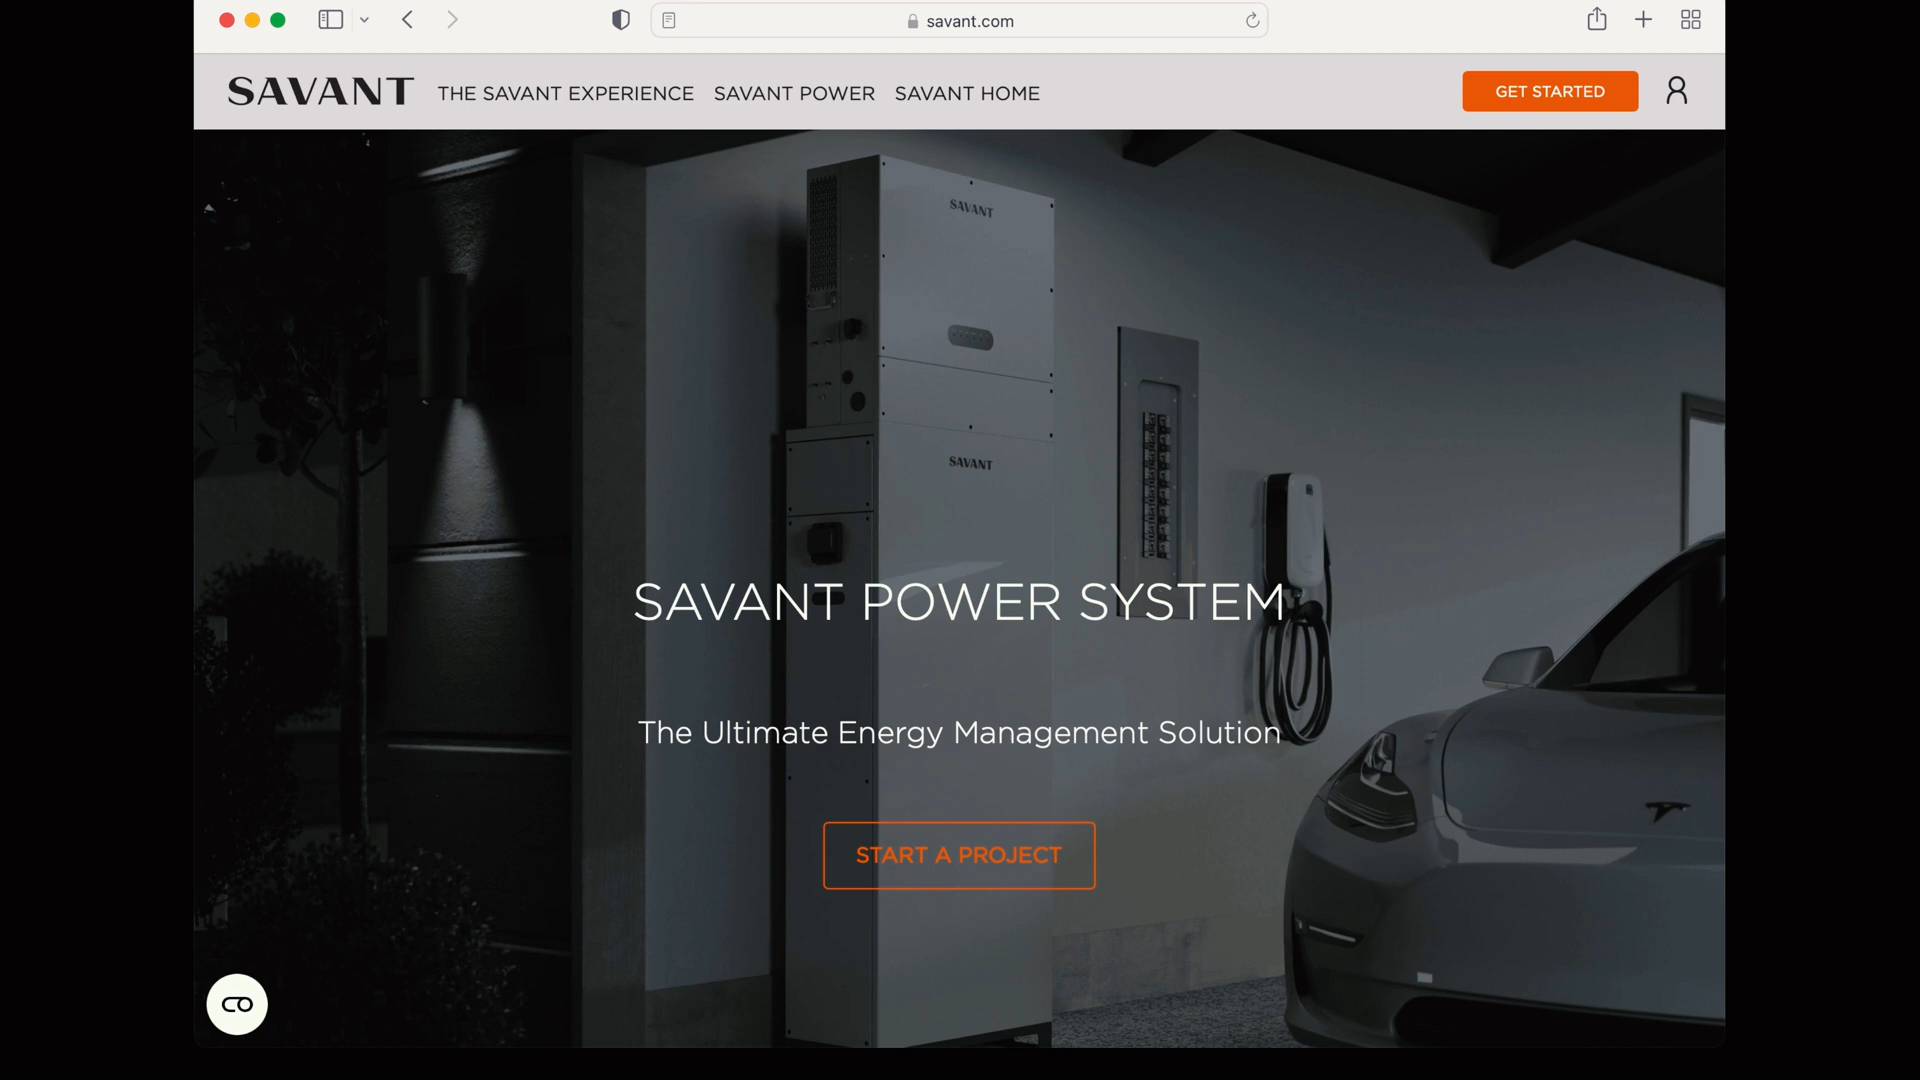 savant.com
SAVANT THE SAVANT EXPERIENCE SAVANT POWER SAVANT HOME GET STARTED
SAVANT
SAVANT
SAVANT POWER SYSTEM
The Ultimate Energy Management Solution
START A PROJECT